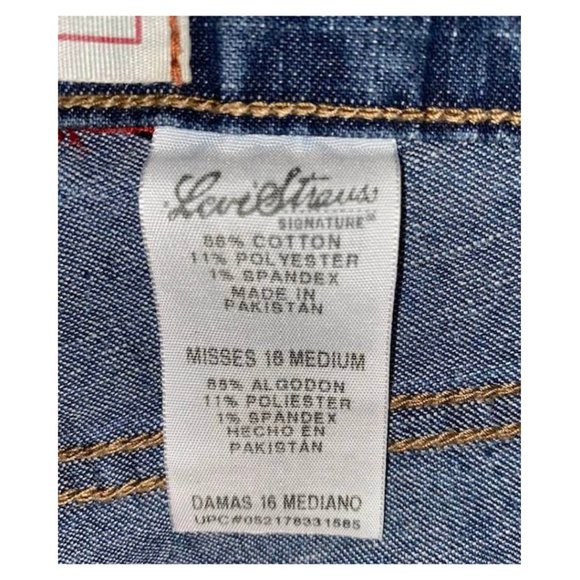 Levi Strauss
SIGNATURE™
88% COTTON
11% POLYESTER
1% SPANDEX
MADE IN
PAKISTAN
MISSES 16 MEDIUM
88% ALGODON
11% POLIESTER
1% SPANDEX
HECHO EN
PAKISTAN
DAMAS 16 MEDIANO
UPC#052178331585